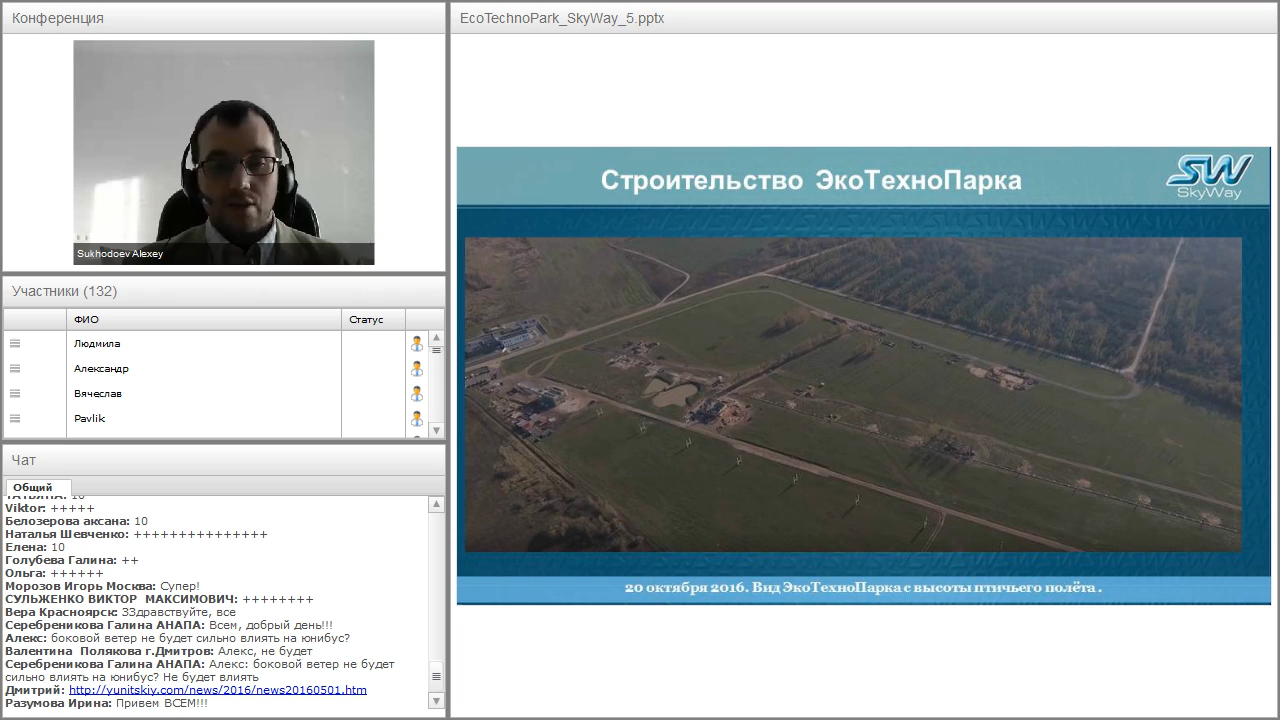 Конференция
Sukhodoev Alexey
Участники (132)
ФИО
Статус
Людмила
Александр
Вячеслав
Pavlik
Чат
Общий
Viktor: +++++
Белозерова аксана: 10
Наталья Шевченко: +++++++++++++++
Елена: 10
Голубева Галина: ++
Ольга: ++++++
Морозов Игорь Москва: Супер!
СУЛЬЖЕНКО ВИКТОР МАКСИМОВИЧ: ++++++++
Вера Красноярск: ЗЗдравствуйте, все
Серебреникова Галина АНАПА: Всем, добрый день!!!
Алекс: боковой ветер не будет сильно влиять на юнибус?
Валентина Полякова г.Дмитров: Алекс, не будет
Серебреникова Галина АНАПА: Алекс: боковой ветер не будет
сильно влиять на юнибус? Не будет влиять
Дмитрий: http://yunitskiy.com/news/2016/news20160501.htm
Разумова Ирина: Привем ВСЕМ!!!
EcoTechnoPark_SkyWay_5.pptx
Строительство ЭкоТехноПарка
SW
SkyWay
20 октября 2016. Вид ЭкоТехноПарка с высоты птичьего полёта .